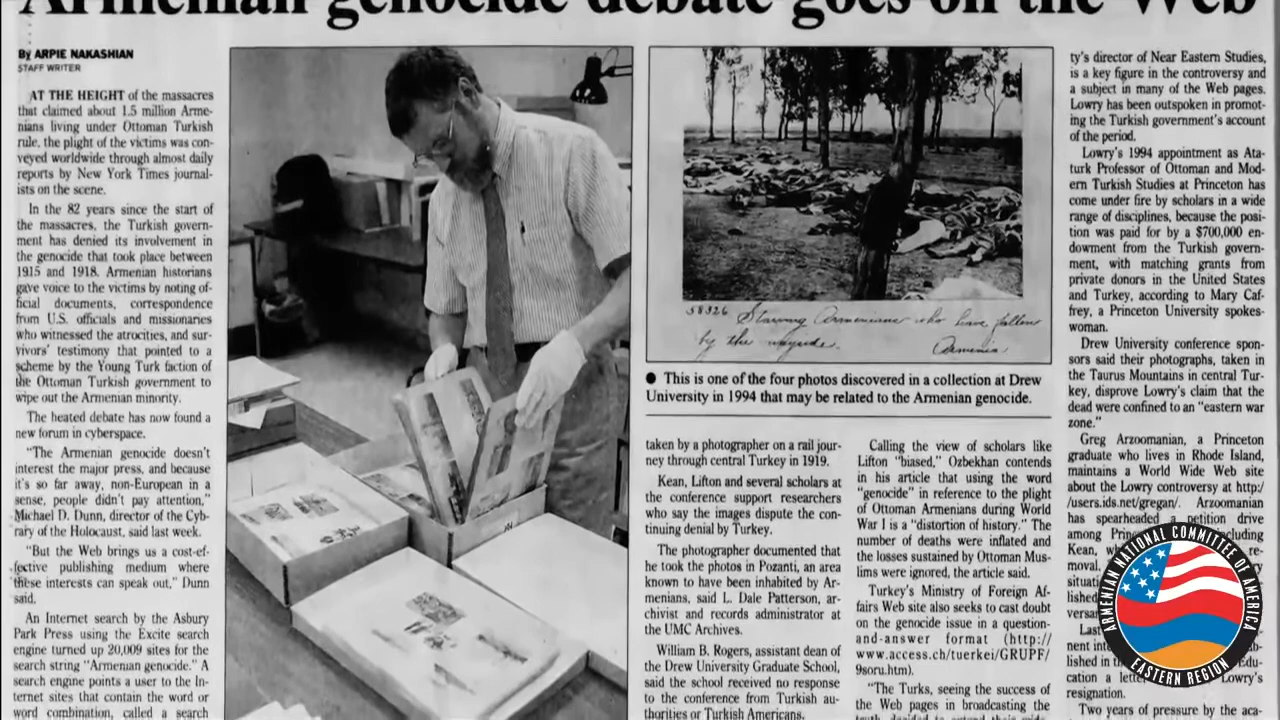 Armenian genocide debate goes on the Web
By ARPIE NAKASHIAN
STAFF WRITER
AT THE HEIGHT of the massacres
that claimed about 1.5 million Arme-
nians living under Ottoman Turkish
rule, the plight of the victims was con-
veyed worldwide through almost daily
reports by New York Times journal-
ists on the scene.
In the 82 years since the start of
the massacres, the Turkish govern-
ment has denied its involvement in
the genocide that took place between
1915 and 1918. Armenian historians
gave voice to the victims by noting of-
ficial documents, correspondence
from U.S. officials and missionaries
who witnessed the atrocities, and sur-
vivors' testimony that pointed to a
scheme by the Young Turk faction of
the Ottoman Turkish government to
wipe out the Armenian minority.
The heated debate has now found a
new forum in cyberspace.
"The Armenian genocide doesn't
interest the major press, and because
it's so far away, non-European in a
sense, people didn't pay attention,"
Michael D. Dunn, director of the Cyb-
rary of the Holocaust, said last week.
"But the Web brings us a cost-ef-
fective publishing medium where
these interests can speak out," Dunn
said.
An Internet search by the Asbury
Park Press using the Excite search
engine turned up 20,009 sites for the
search string "Armenian genocide." A
search engine points a user to the In-
ternet sites that contain the word or
word combination, called a search
58326 Starving Armenians who have fallen
by the wayside. Armenia
● This is one of the four photos discovered in a collection at Drew
University in 1994 that may be related to the Armenian genocide.
taken by a photographer on a rail jour-
ney through central Turkey in 1919.
Kean, Lifton and several scholars at
the conference support researchers
who say the images dispute the con-
tinuing denial by Turkey.
The photographer documented that
he took the photos in Pozanti, an area
known to have been inhabited by Ar-
menians, said L. Dale Patterson, ar-
chivist and records administrator at
the UMC Archives.
William B. Rogers, assistant dean of
the Drew University Graduate School,
said the school received no response
to the conference from Turkish au-
thorities or Turkish Americans.
Calling the view of scholars like
Lifton "biased," Ozbekhan contends
in his article that using the word
"genocide" in reference to the plight
of Ottoman Armenians during World
War I is a "distortion of history." The
number of deaths were inflated and
the losses sustained by Ottoman Mus-
lims were ignored, the article said.
Turkey's Ministry of Foreign Af-
fairs Web site also seeks to cast doubt
on the genocide issue in a question-
and-answer format (http://
www.access.ch/tuerkei/GRUPF/
9soru.htm).
"The Turks, seeing the success of
the Web pages in broadcasting the
truth, decided to
ty's director of Near Eastern Studies,
is a key figure in the controversy and
a subject in many of the Web pages.
Lowry has been outspoken in promot-
ing the Turkish government's account
of the period.
Lowry's 1994 appointment as Ata-
turk Professor of Ottoman and Mod-
ern Turkish Studies at Princeton has
come under fire by scholars in a wide
range of disciplines, because the posi-
tion was paid for by a $700,000 en-
dowment from the Turkish govern-
ment, with matching grants from
private donors in the United States
and Turkey, according to Mary Caf-
frey, a Princeton University spokes-
woman.
Drew University conference spon-
sors said their photographs, taken in
the Taurus Mountains in central Tur-
key, disprove Lowry's claim that the
dead were confined to an "eastern war
zone."
Greg Arzoomanian, a Princeton
graduate who lives in Rhode Island,
maintains a World Wide Web site
about the Lowry controversy at http:/
/users.ids.net/gregan/. Arzoomanian
has spearheaded a petition drive
among
Kean,
moval.
Last
cation a Lowry's
resignation.
Two years of pressure by the aca-
ARMENIAN NATIONAL COMMITTEE OF AMERICA
EASTERN REGION